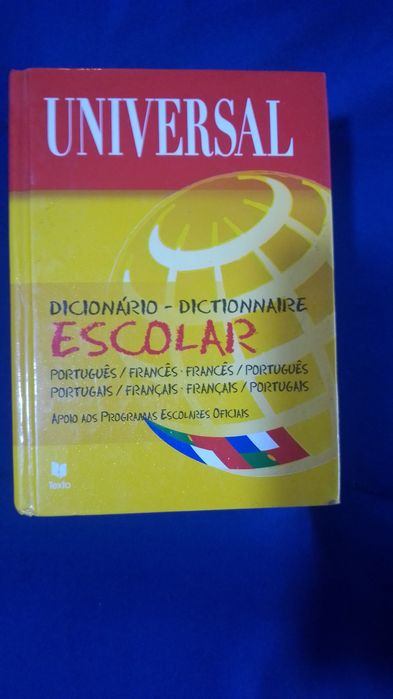 UNIVERSAL
DICIONÁRIO - DICTIONNAIRE
ESCOLAR
PORTUGUÊS / FRANCÊS · FRANCÊS / PORTUGUÊS
PORTUGAIS / FRANÇAIS · FRANÇAIS / PORTUGAIS
APOIO AOS PROGRAMAS ESCOLARES OFICIAIS
Texto